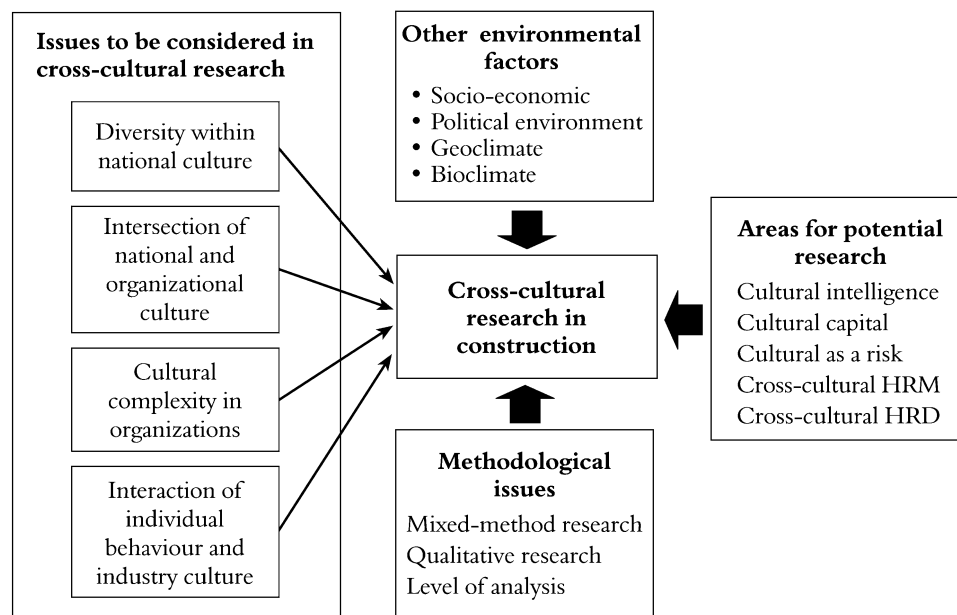 Issues to be considered in
cross-cultural research
Diversity within
national culture
Intersection of
national and
organizational
culture
Cultural
complexity in
organizations
Interaction of
individual
behaviour and
industry culture
Other environmental
factors
• Socio-economic
• Political environment
• Geoclimate
• Bioclimate
Cross-cultural
research in
construction
Methodological
issues
Mixed-method research
Qualitative research
Level of analysis
Areas for potential
research
Cultural intelligence
Cultural capital
Cultural as a risk
Cross-cultural HRM
Cross-cultural HRD